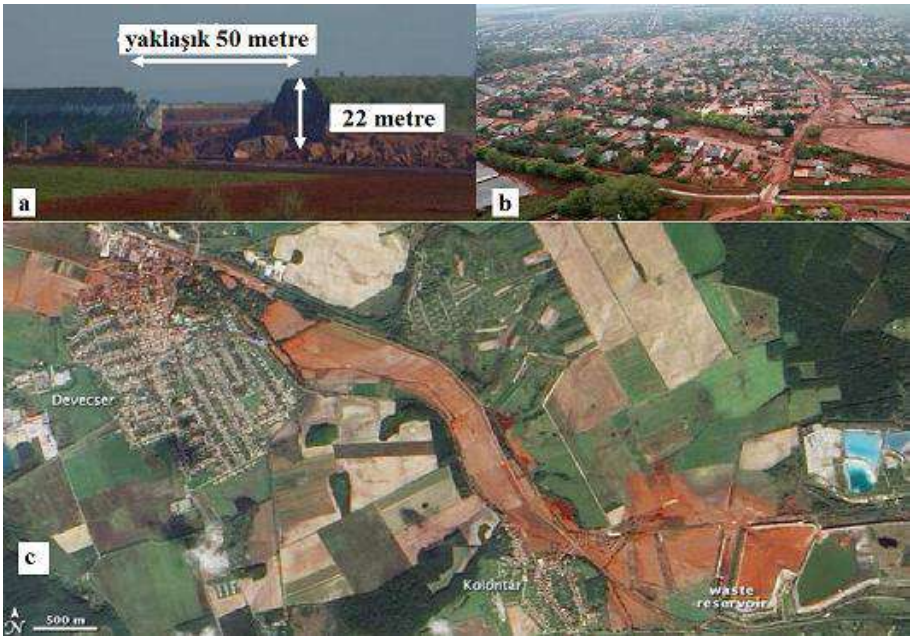 yaklaşık 50 metre
22 metre
a
b
Devecser
Kolontár
waste
reservoir
c
N
500 m